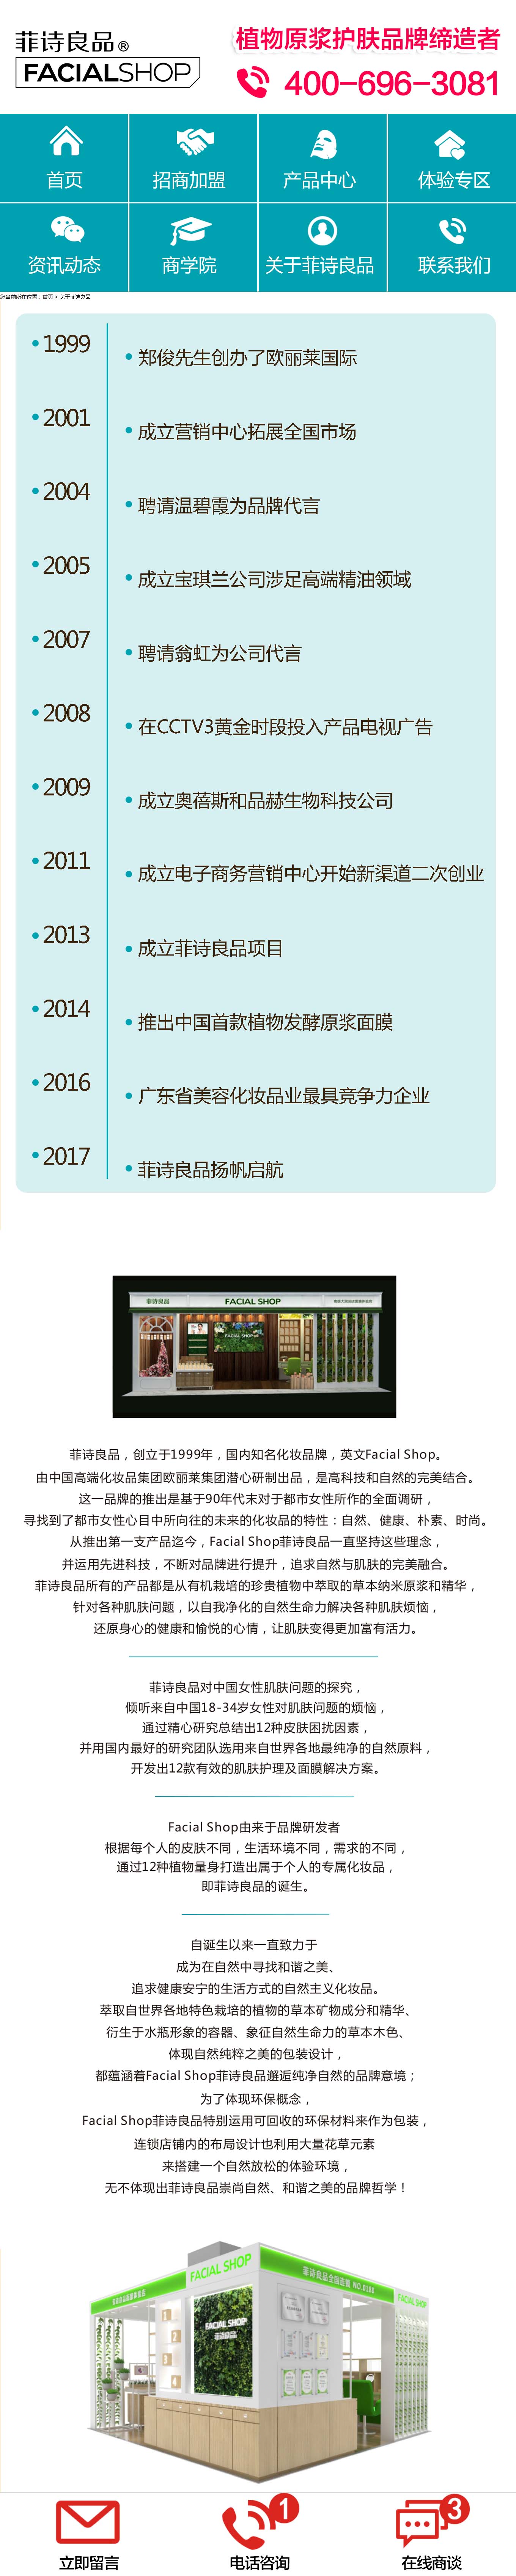 菲诗良品®
FACIALSHOP
植物原浆护肤品牌缔造者
400-696-3081
首页
招商加盟
产品中心
体验专区
资讯动态
商学院
关于菲诗良品
联系我们
您当前所在位置：首页 > 关于菲诗良品
1999
郑俊先生创办了欧丽莱国际
2001
成立营销中心拓展全国市场
2004
聘请温碧霞为品牌代言
2005
成立宝琪兰公司涉足高端精油领域
2007
聘请翁虹为公司代言
2008
在CCTV3黄金时段投入产品电视广告
2009
成立奥蓓斯和品赫生物科技公司
2011
成立电子商务营销中心开始新渠道二次创业
2013
成立菲诗良品项目
2014
推出中国首款植物发酵原浆面膜
2016
广东省美容化妆品业最具竞争力企业
2017
菲诗良品扬帆启航
菲诗良品
FACIAL SHOP
FACIAL SHOP
菲诗良品，创立于1999年，国内知名化妆品牌，英文Facial Shop。
由中国高端化妆品集团欧丽莱集团潜心研制出品，是高科技和自然的完美结合。
这一品牌的推出是基于90年代末对于都市女性所作的全面调研，
寻找到了都市女性心目中所向往的未来的化妆品的特性：自然、健康、朴素、时尚。
从推出第一支产品迄今，Facial Shop菲诗良品一直坚持这些理念，
并运用先进科技，不断对品牌进行提升，追求自然与肌肤的完美融合。
菲诗良品所有的产品都是从有机栽培的珍贵植物中萃取的草本纳米原浆和精华，
针对各种肌肤问题，以自我净化的自然生命力解决各种肌肤烦恼，
还原身心的健康和愉悦的心情，让肌肤变得更加富有活力。
菲诗良品对中国女性肌肤问题的探究，
倾听来自中国18-34岁女性对肌肤问题的烦恼，
通过精心研究总结出12种皮肤困扰因素，
并用国内最好的研究团队选用来自世界各地最纯净的自然原料，
开发出12款有效的肌肤护理及面膜解决方案。
Facial Shop由来于品牌研发者
根据每个人的皮肤不同，生活环境不同，需求的不同，
通过12种植物量身打造出属于个人的专属化妆品，
即菲诗良品的诞生。
自诞生以来一直致力于
成为在自然中寻找和谐之美、
追求健康安宁的生活方式的自然主义化妆品。
萃取自世界各地特色栽培的植物的草本矿物成分和精华、
衍生于水瓶形象的容器、象征自然生命力的草本木色、
体现自然纯粹之美的包装设计，
都蕴涵着Facial Shop菲诗良品邂逅纯净自然的品牌意境；
为了体现环保概念，
Facial Shop菲诗良品特别运用可回收的环保材料来作为包装，
连锁店铺内的布局设计也利用大量花草元素
来搭建一个自然放松的体验环境，
无不体现出菲诗良品崇尚自然、和谐之美的品牌哲学！
FACIAL SHOP
FACIAL SHOP
FACIAL SHOP
立即留言
1
电话咨询
3
在线商谈